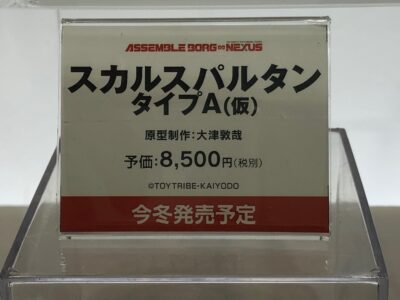 ASSEMBLE BORG∞NEXUS
スカルスパルタン
タイプA(仮)
原型制作:大津敦哉
予価:8,500円(税別)
©TOYTRIBE-KAIYODO
今冬発売予定